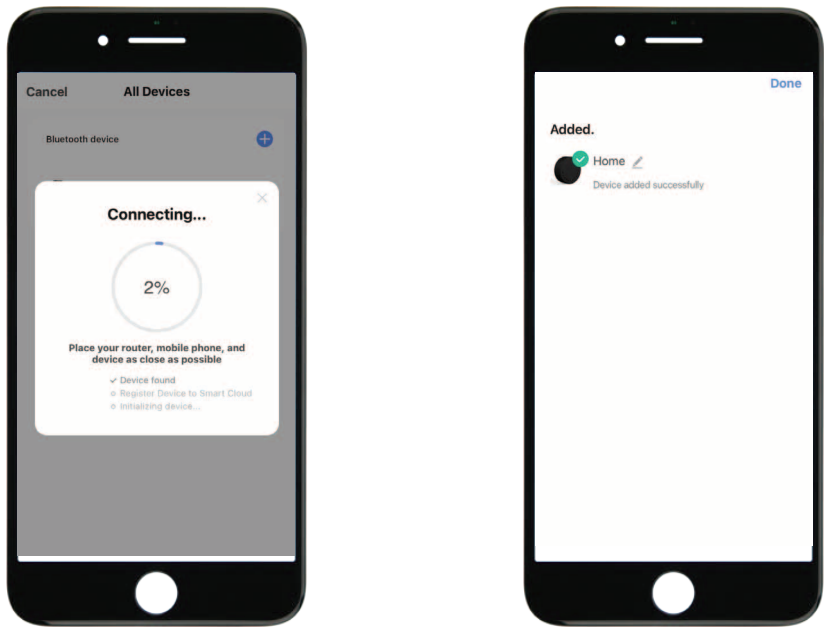 Cancel All Devices
Bluetooth device
Connecting...
2%
Place your router, mobile phone, and
device as close as possible
Device found
Register Device to Smart Cloud
Initializing device...
Done
Added.
Home
Device added successfully